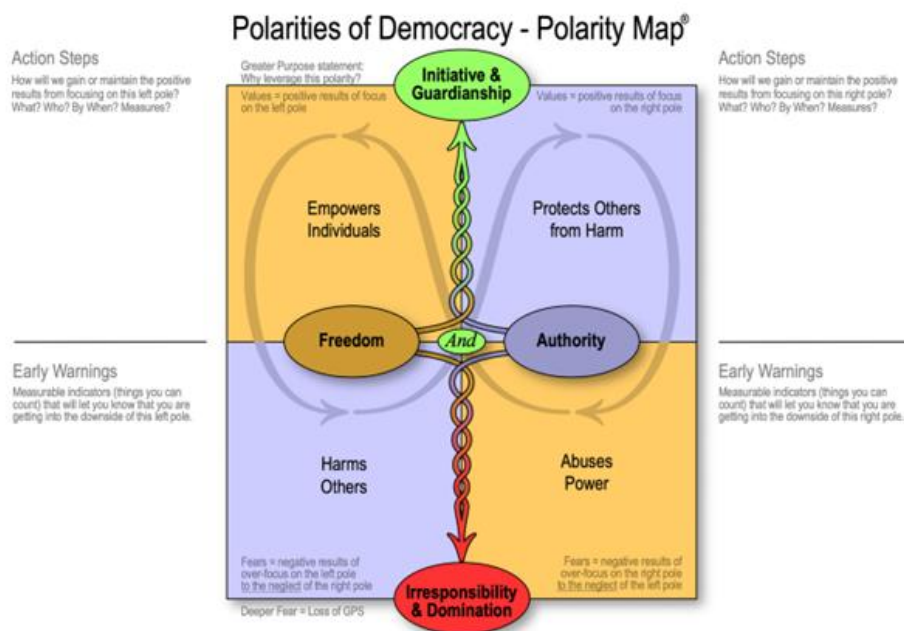 Polarities of Democracy - Polarity Map®
Action Steps
How will we gain or maintain the positive
results from focusing on this left pole?
What? Who? By When? Measures?
Greater Purpose statement:
Why leverage this polarity?
Initiative &
Guardianship
Action Steps
How will we gain or maintain the positive
results from focusing on this right pole?
What? Who? By When? Measures?
Values = positive results of focus
on the left pole
Values = positive results of focus
on the right pole
Empowers
Individuals
Protects Others
from Harm
Freedom
And
Authority
Early Warnings
Measurable indicators (things you can
count) that will let you know that you are
getting into the downside of this left pole.
Early Warnings
Measurable indicators (things you can
count) that will let you know that you are
getting into the downside of this right pole.
Harms
Others
Abuses
Power
Fears = negative results of
over-focus on the left pole
to the neglect of the right pole
Fears = negative results of
over-focus on the right pole
to the neglect of the left pole
Irresponsibility
& Domination
Deeper Fear = Loss of GPS